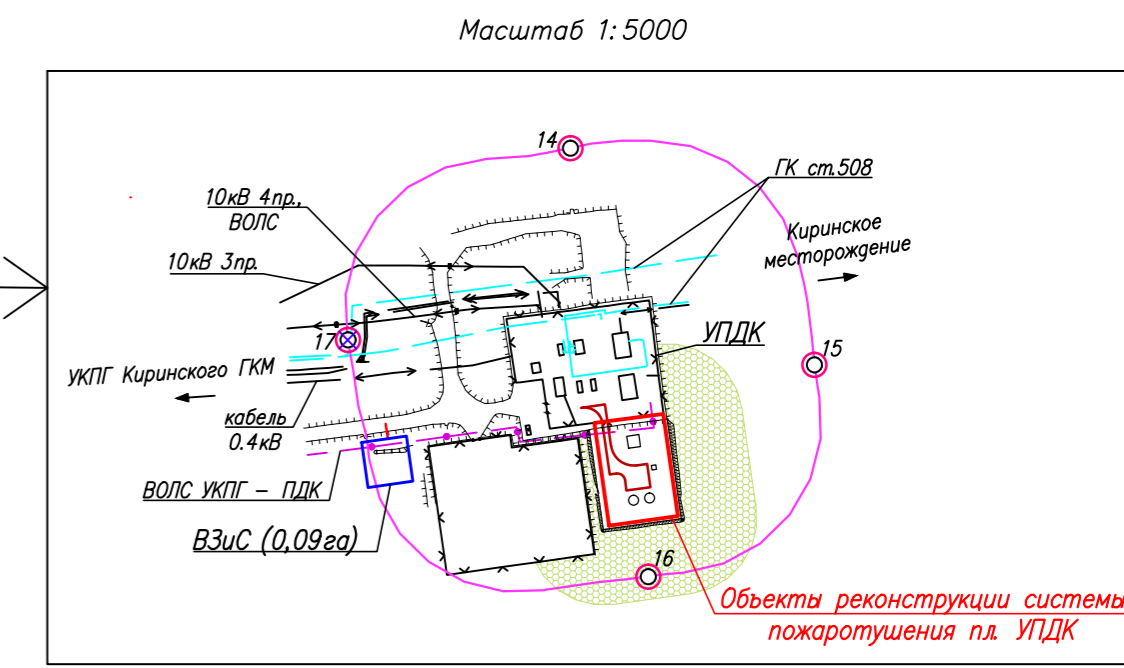 Масштаб 1:5000
14
ГК ст.508
10кВ 4пр.,
ВОЛС
Киринское
месторождение
10кВ 3пр.
17
УПДК
15
УКПГ Киринского ГКМ
кабель
0.4кВ
ВОЛС УКПГ - ПДК
ВЗиС (0,09га)
16
Объекты реконструкции системы
пожаротушения пл. УПДК